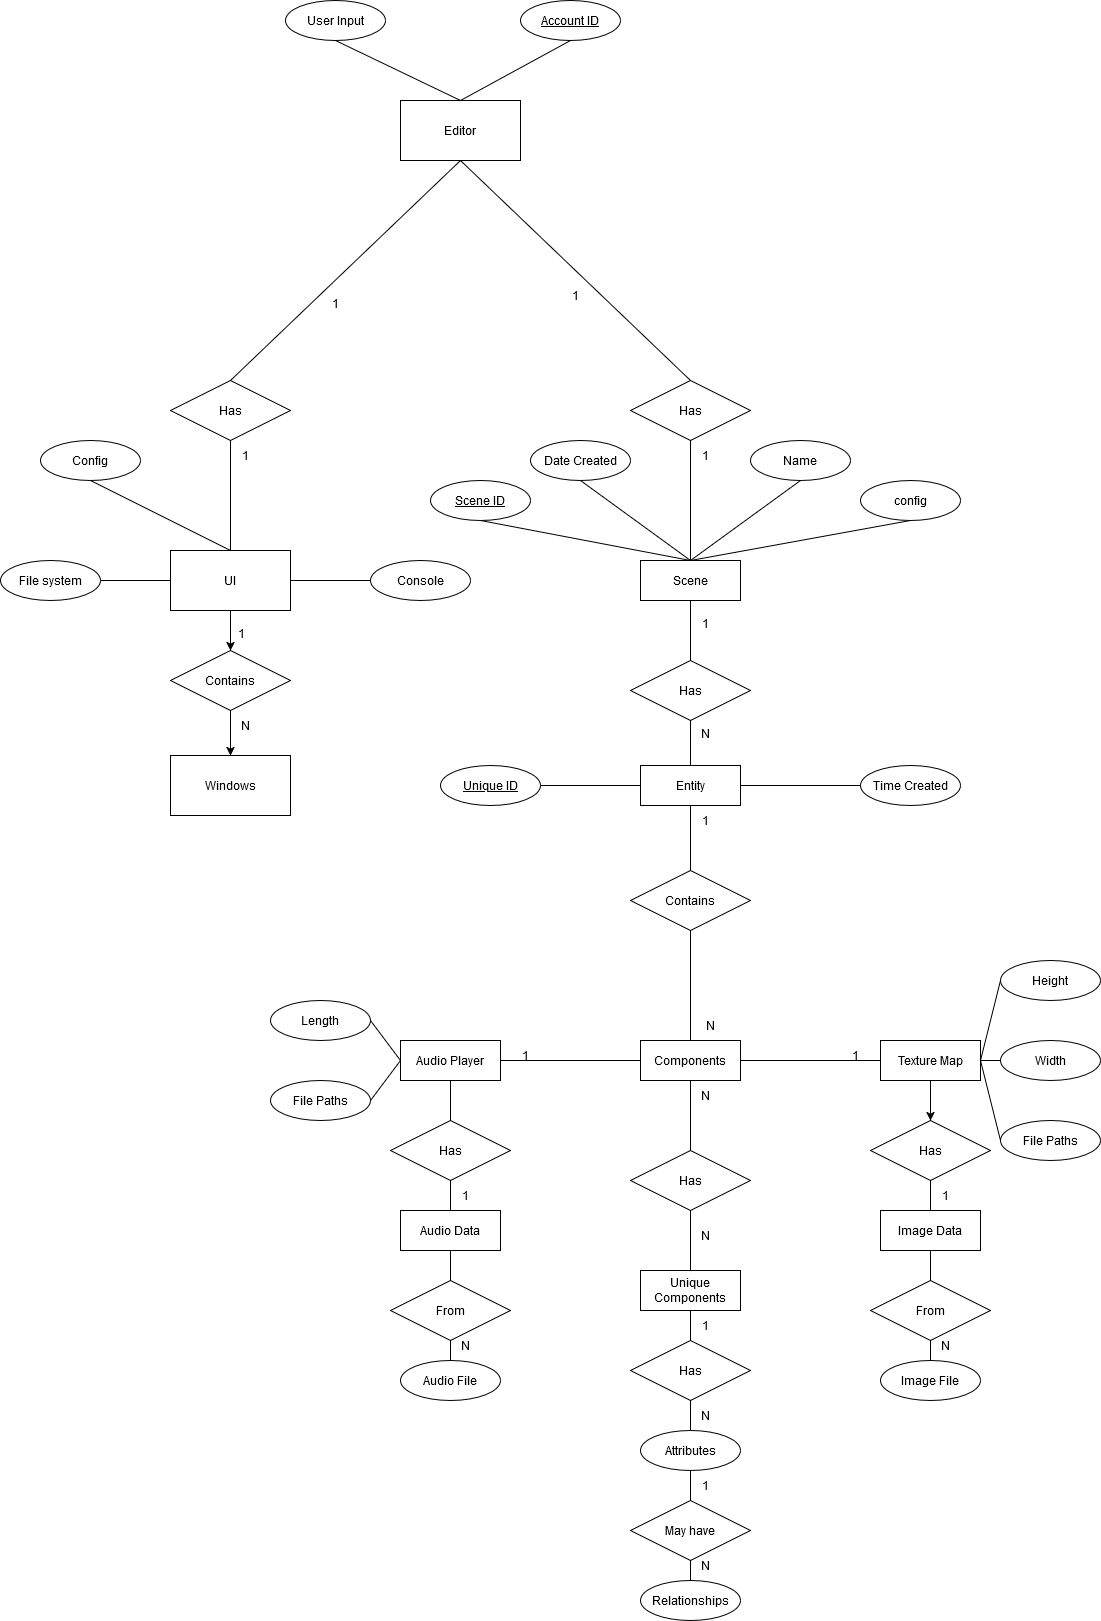 User Input
Account ID
Editor
1
1
Has
Has
Config
1
Date Created
1
Name
Scene ID
config
File system
UI
Console
Scene
1
1
Contains
Has
N
N
Windows
Unique ID
Entity
Time Created
1
Contains
Height
Length
N
Audio Player
1
Components
1
Texture Map
Width
File Paths
N
File Paths
Has
Has
Has
1
1
Audio Data
N
Image Data
Unique
Components
From
1
From
N
N
Has
Audio File
Image File
N
Attributes
1
May have
N
Relationships